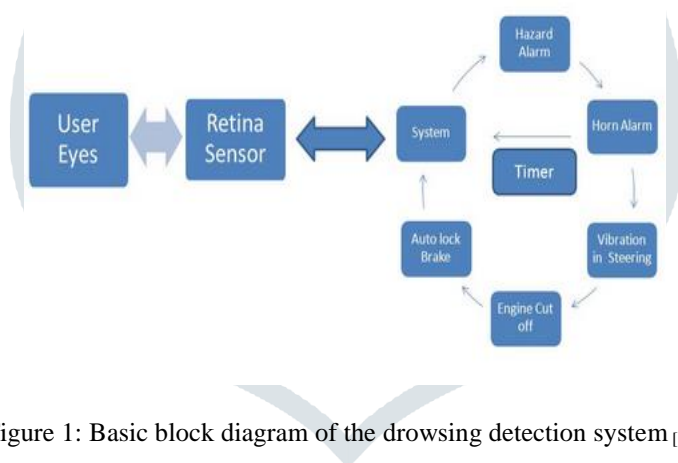 User
Eyes
Retina
Sensor
System
Hazard
Alarm
Horn Alarm
Timer
Vibration
in Steering
Engine Cut
off
Auto lock
Brake
igure 1: Basic block diagram of the drowsing detection system [